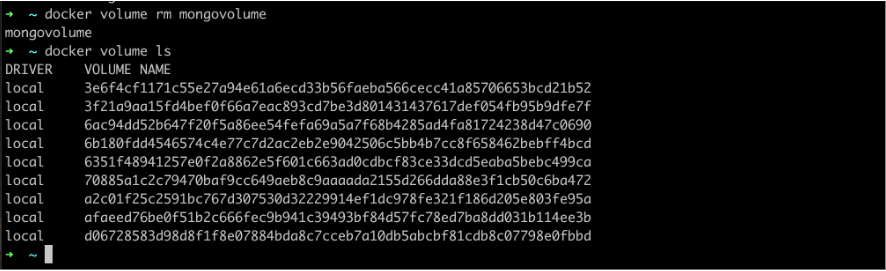 ➜ ~ docker volume rm mongovolume
mongovolume
➜ ~ docker volume ls
DRIVER VOLUME NAME
local 3e6f4cf1171c55e27a94e61a6ecd33b56faeba566cecc41a85706653bcd21b52
local 3f21a9aa15fd4bef0f66a7eac893cd7be3d801431437617def054fb95b9dfe7f
local 6ac94dd52b647f20f5a86ee54fefa69a5a7f68b4285ad4fa81724238d47c0690
local 6b180fdd4546574c4e77c7d2ac2eb2e9042506c5bb4b7cc8f658462bebff4bcd
local 6351f48941257e0f2a8862e5f601c663ad0cdbcf83ce33dcd5eaba5bebc499ca
local 70885a1c2c79470baf9cc649aeb8c9aaaada2155d266dda88e3f1cb50c6ba472
local a2c01f25c2591bc767d307530d32229914ef1dc978fe321f186d205e803fe95a
local afaeed76be0f51b2c666fec9b941c39493bf84d57fc78ed7ba8dd031b114ee3b
local d06728583d98d8f1f8e07884bda8c7cceb7a10db5abcbf81cdb8c07798e0fbbd
➜ ~